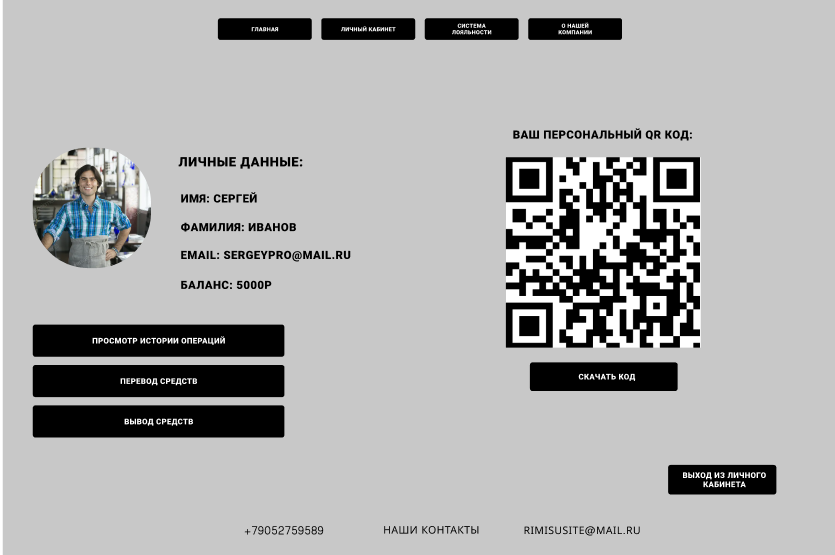 ГЛАВНАЯ
ЛИЧНЫЙ КАБИНЕТ
СИСТЕМА
ЛОЯЛЬНОСТИ
О НАШЕЙ
КОМПАНИИ
ВАШ ПЕРСОНАЛЬНЫЙ QR КОД:
ЛИЧНЫЕ ДАННЫЕ:
ИМЯ: СЕРГЕЙ
ФАМИЛИЯ: ИВАНОВ
EMAIL: SERGEYPRO@MAIL.RU
БАЛАНС: 5000Р
ПРОСМОТР ИСТОРИИ ОПЕРАЦИЙ
ПЕРЕВОД СРЕДСТВ
ВЫВОД СРЕДСТВ
СКАЧАТЬ КОД
ВЫХОД ИЗ ЛИЧНОГО
КАБИНЕТА
+79052759589
НАШИ КОНТАКТЫ
RIMISUSITE@MAIL.RU